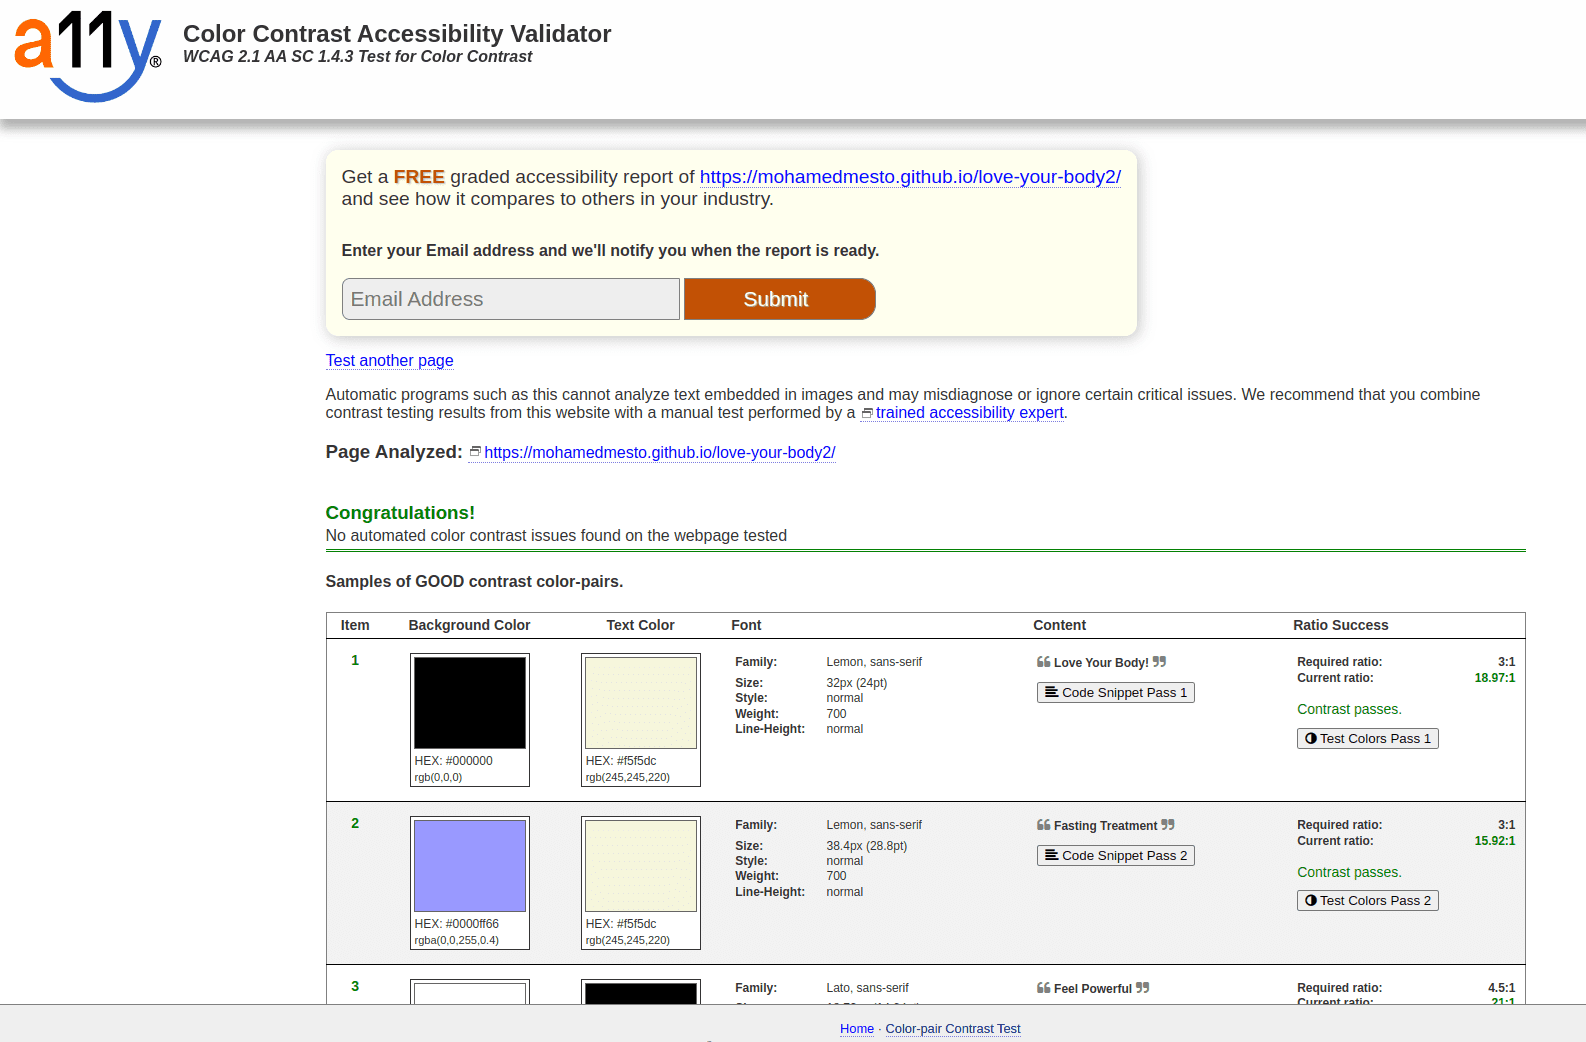 a11y®
Color Contrast Accessibility Validator
WCAG 2.1 AA SC 1.4.3 Test for Color Contrast
Get a FREE graded accessibility report of https://mohamedmesto.github.io/love-your-body2/
and see how it compares to others in your industry.
Enter your Email address and we'll notify you when the report is ready.
Email Address Submit
Test another page
Automatic programs such as this cannot analyze text embedded in images and may misdiagnose or ignore certain critical issues. We recommend that you combine
contrast testing results from this website with a manual test performed by a trained accessibility expert.
Page Analyzed: https://mohamedmesto.github.io/love-your-body2/
Congratulations!
No automated color contrast issues found on the webpage tested
Samples of GOOD contrast color-pairs.
Item Background Color Text Color Font Content Ratio Success
1
HEX: #000000
rgb(0,0,0)
HEX: #f5f5dc
rgb(245,245,220)
Family: Lemon, sans-serif
Size: 32px (24pt)
Style: normal
Weight: 700
Line-Height: normal
❝ Love Your Body! ❞
Code Snippet Pass 1
Required ratio: 3:1
Current ratio: 18.97:1
Contrast passes.
Test Colors Pass 1
2
HEX: #0000ff66
rgba(0,0,255,0.4)
HEX: #f5f5dc
rgb(245,245,220)
Family: Lemon, sans-serif
Size: 38.4px (28.8pt)
Style: normal
Weight: 700
Line-Height: normal
❝ Fasting Treatment ❞
Code Snippet Pass 2
Required ratio: 3:1
Current ratio: 15.92:1
Contrast passes.
Test Colors Pass 2
3
Family: Lato, sans-serif
❝ Feel Powerful ❞
Required ratio: 4.5:1
Current ratio: 21:1
Home · Color-pair Contrast Test